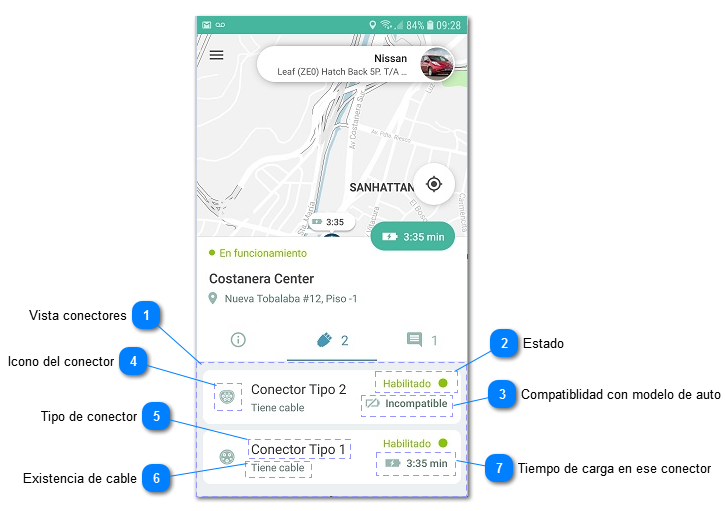 84% 09:28
Nissan
Leaf (ZE0) Hatch Back 5P. T/A ...
Av Costanera Sur
Av. Pdte. Riesco
SANHATTAN
Sta. María
Vitacura
El Bosq
Carmencita
3:35
3:35 min
En funcionamiento
Costanera Center
Nueva Tobalaba #12, Piso -1
2
1
Vista conectores 1
2 Estado
Icono del conector 4
Conector Tipo 2
Habilitado
Tiene cable
Incompatible
3 Compatiblidad con modelo de auto
Tipo de conector 5
Conector Tipo 1
Habilitado
Tiene cable
3:35 min
Existencia de cable 6
7 Tiempo de carga en ese conector